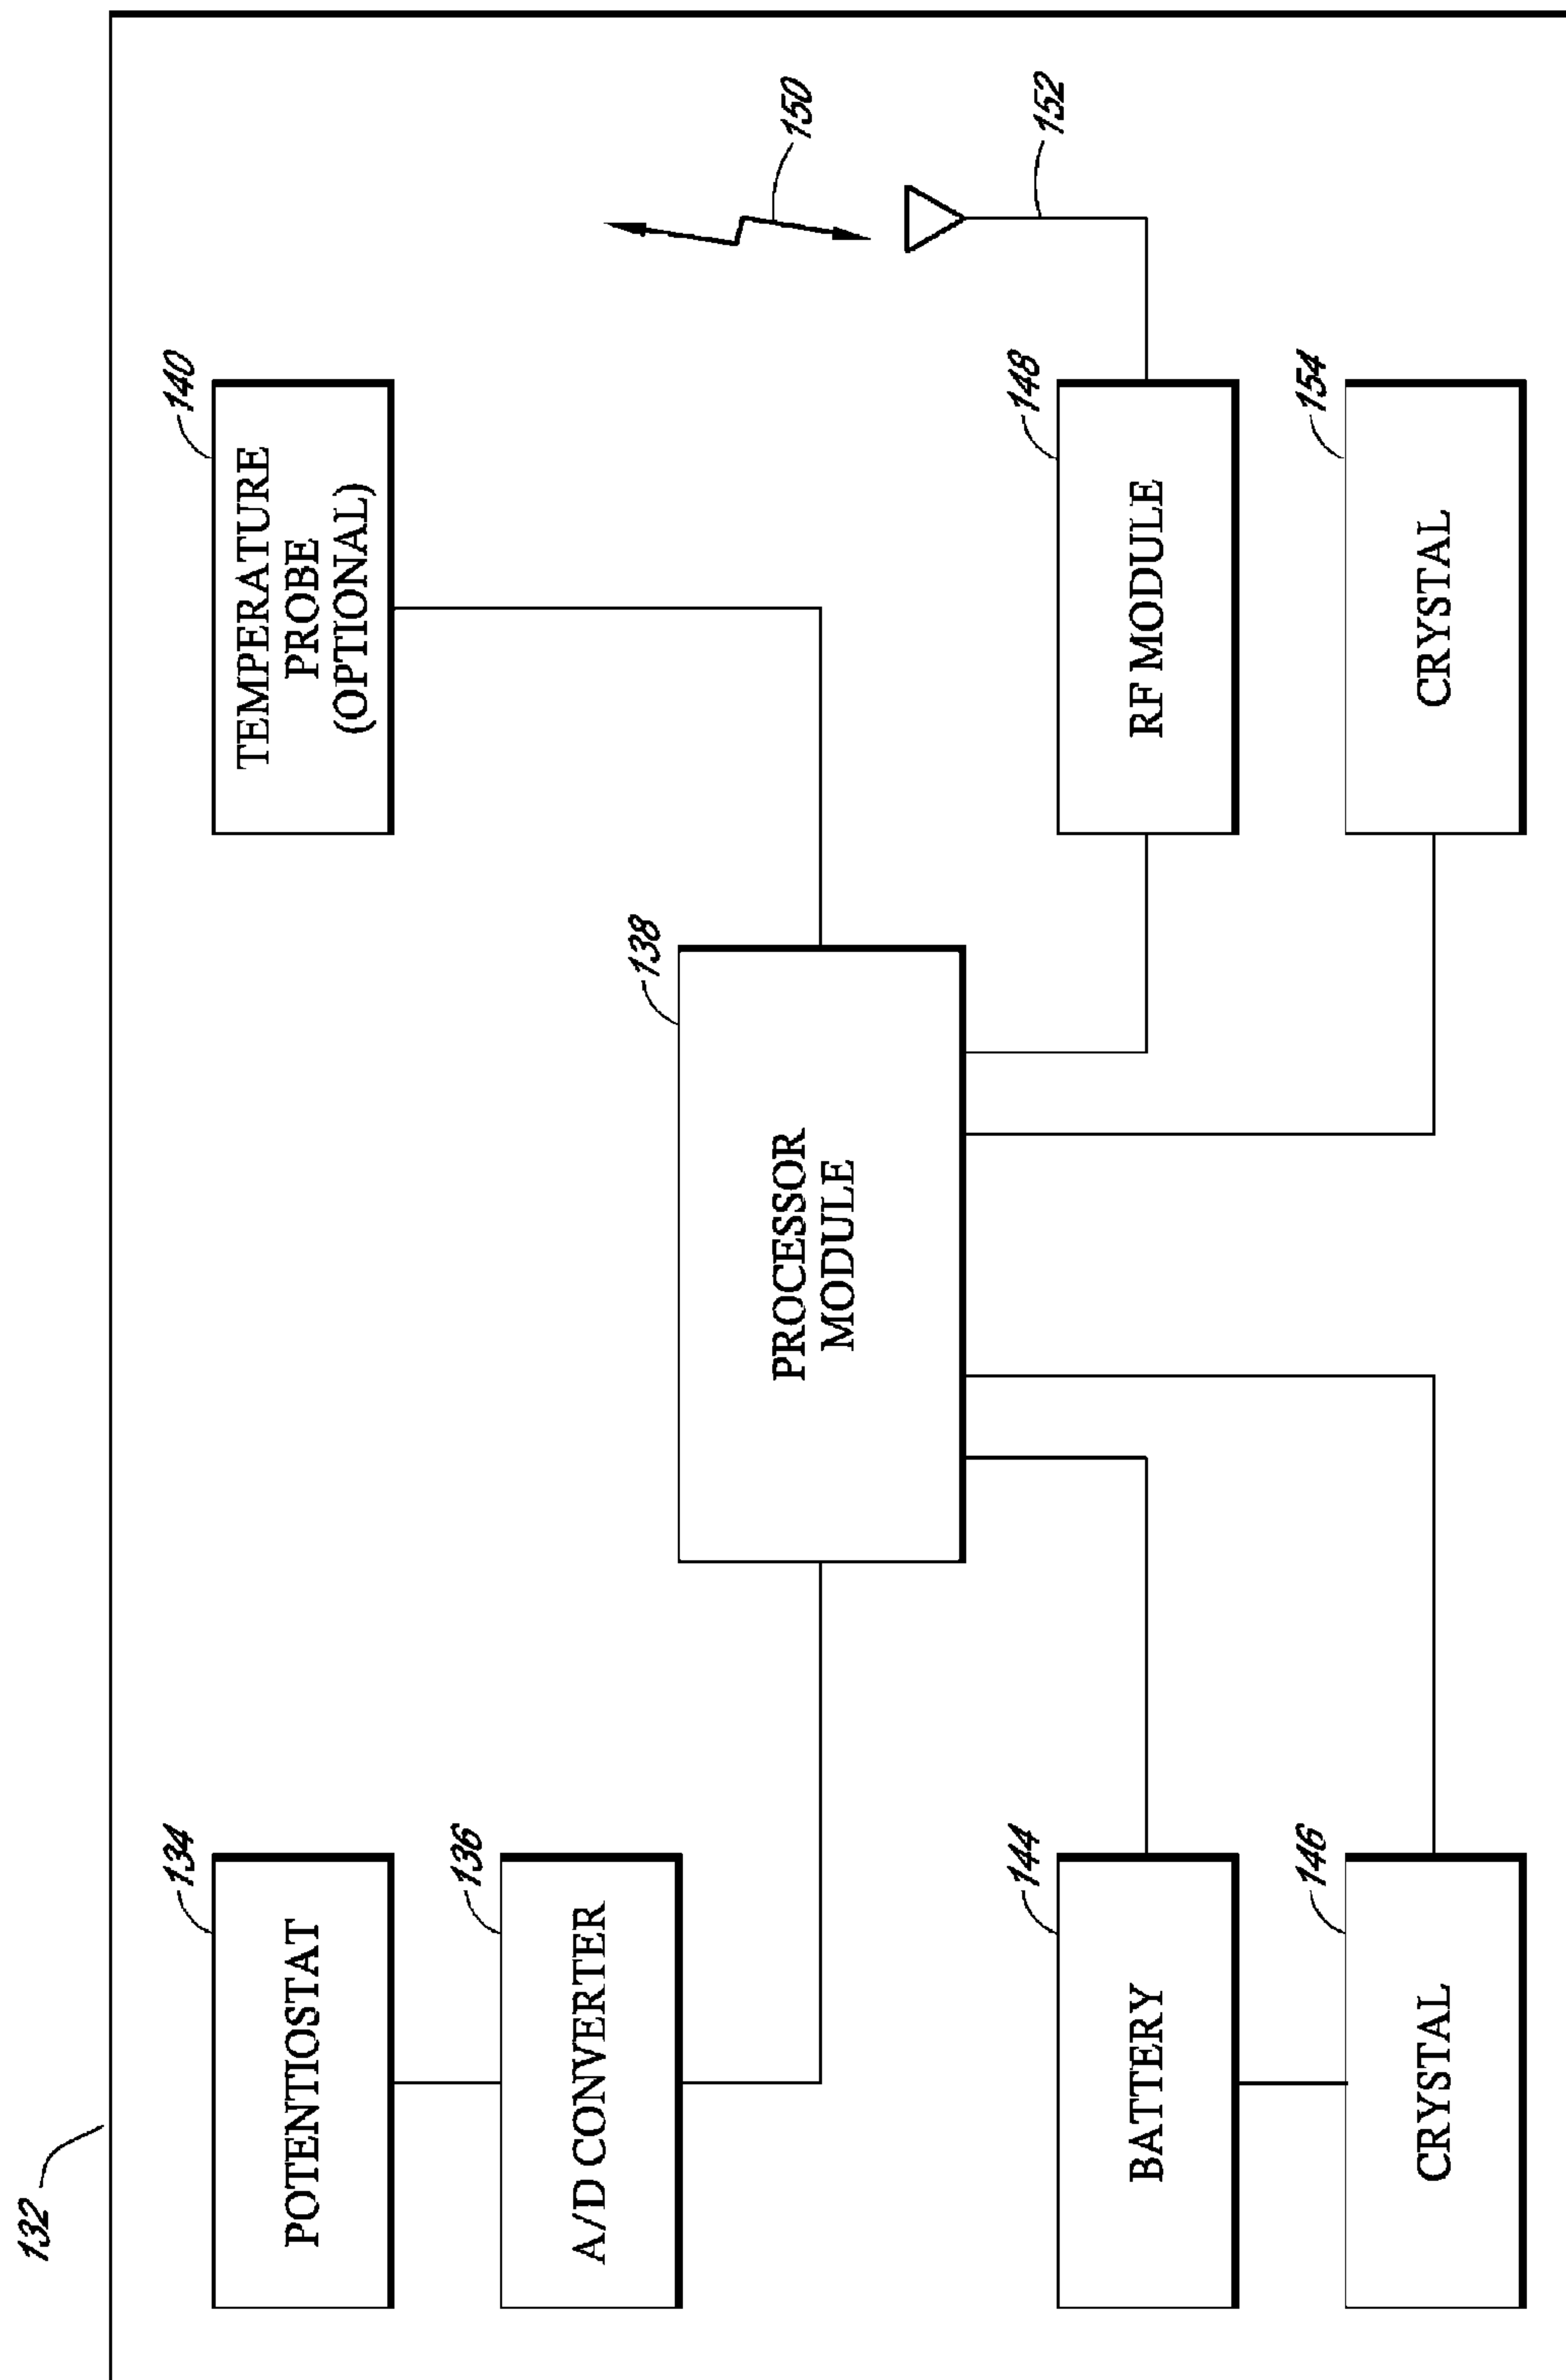 132
134
POTENTIOSTAT
136
A/D CONVERTER
138
PROCESSOR
MODULE
140
TEMPERATURE
PROBE
(OPTIONAL)
150
152
144
BATTERY
146
CRYSTAL
148
RF MODULE
154
CRYSTAL